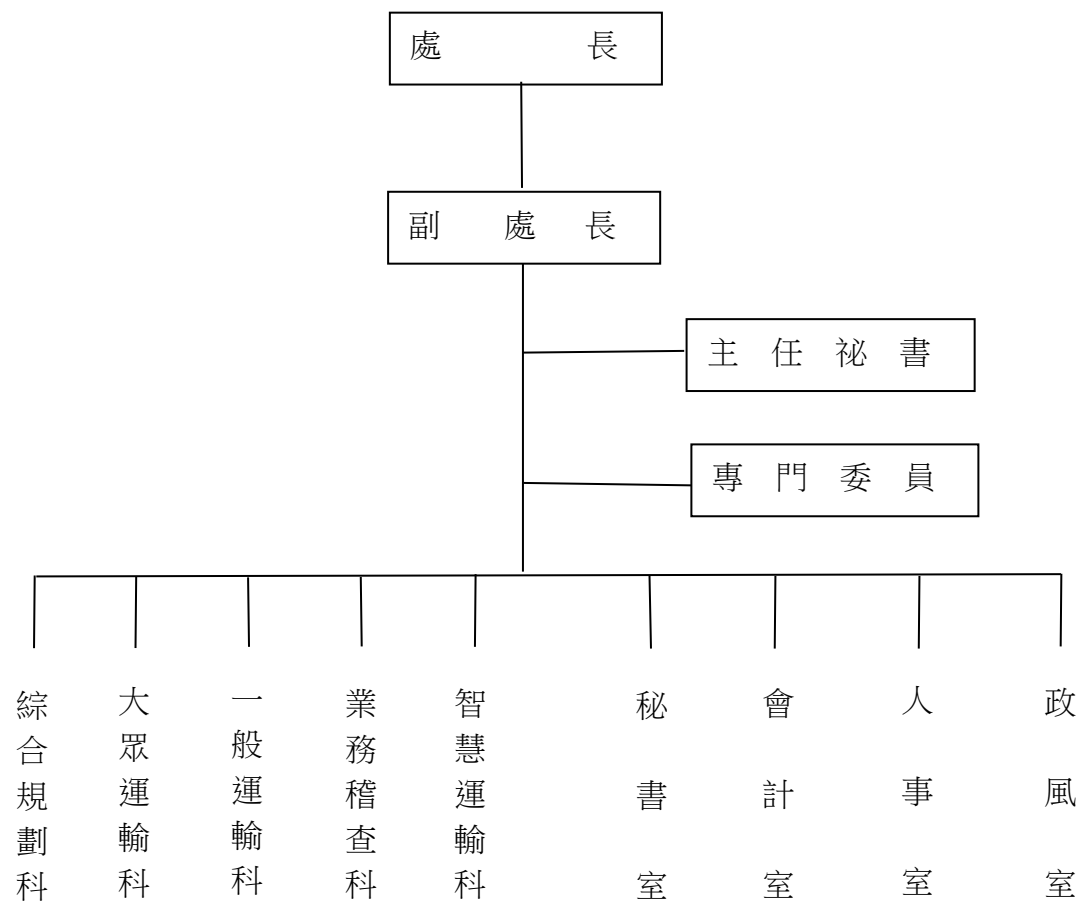 處長
副處長
主任祕書
專門委員
綜合規劃科
大眾運輸科
一般運輸科
業務稽查科
智慧運輸科
秘書室
會計室
人事室
政風室